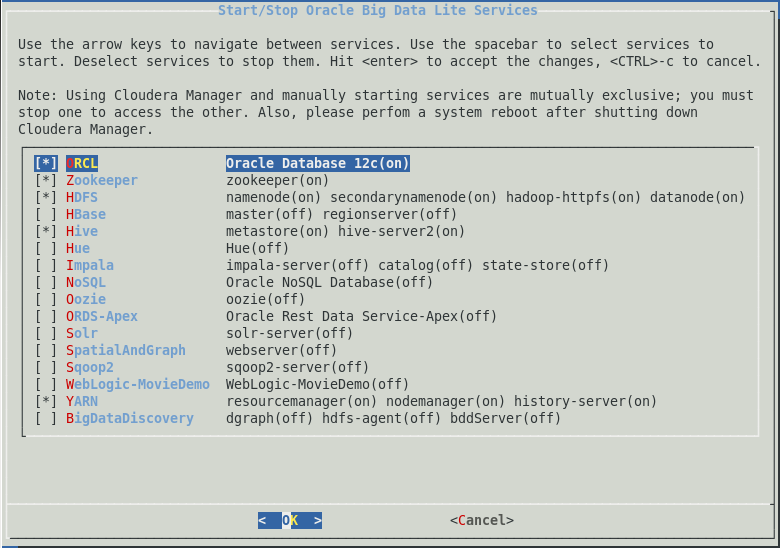 Start/Stop Oracle Big Data Lite Services
Use the arrow keys to navigate between services. Use the spacebar to select services to
start. Deselect services to stop them. Hit <enter> to accept the changes, <CTRL>-c to cancel.
Note: Using Cloudera Manager and manually starting services are mutually exclusive; you must
stop one to access the other. Also, please perfom a system reboot after shutting down
Cloudera Manager.
[*] ORCL Oracle Database 12c(on)
[*] Zookeeper zookeeper(on)
[*] HDFS namenode(on) secondarynamenode(on) hadoop-httpfs(on) datanode(on)
[ ] HBase master(off) regionserver(off)
[*] Hive metastore(on) hive-server2(on)
[ ] Hue Hue(off)
[ ] Impala impala-server(off) catalog(off) state-store(off)
[ ] NoSQL Oracle NoSQL Database(off)
[ ] Oozie oozie(off)
[ ] ORDS-Apex Oracle Rest Data Service-Apex(off)
[ ] Solr solr-server(off)
[ ] SpatialAndGraph webserver(off)
[ ] Sqoop2 sqoop2-server(off)
[ ] WebLogic-MovieDemo WebLogic-MovieDemo(off)
[*] YARN resourcemanager(on) nodemanager(on) history-server(on)
[ ] BigDataDiscovery dgraph(off) hdfs-agent(off) bddServer(off)
< OK > <Cancel>